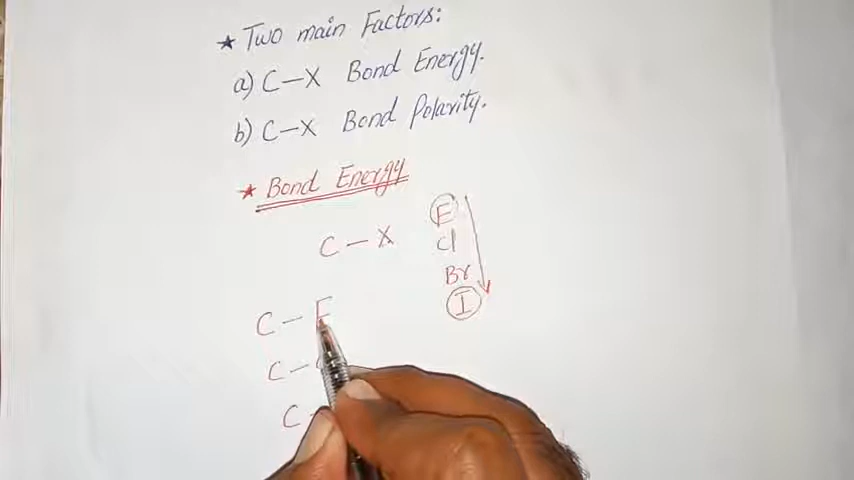 ★ Two main Factors:
a) C–X Bond Energy.
b) C–X Bond Polarity.
★ Bond Energy
C – X
F
Cl
Br
I
C – F
C –
C –